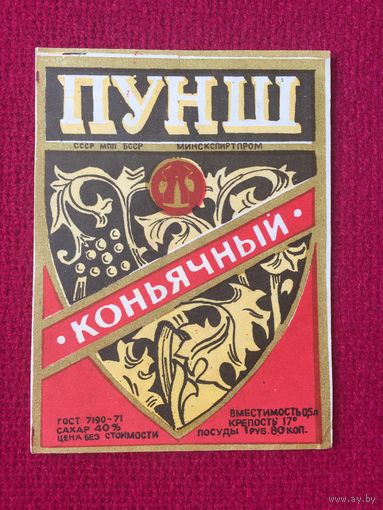 ПУНШ
СССР МПП БССР МИНСКСПИРТПРОМ
• КОНЬЯЧНЫЙ •
ГОСТ 7190-71
САХАР 40%
ЦЕНА БЕЗ СТОИМОСТИ
ВМЕСТИМОСТЬ 0,5 л
КРЕПОСТЬ 17°
ПОСУДЫ 1 РУБ. 80 КОП.
ay.by